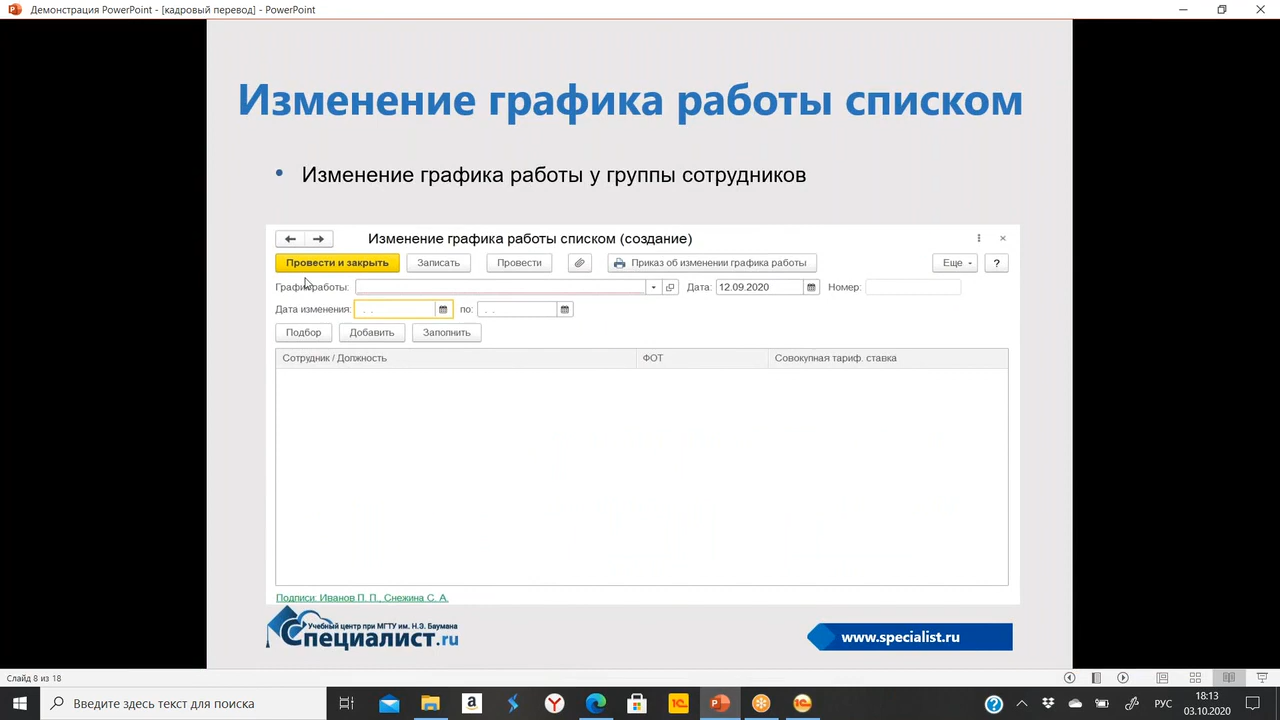 Демонстрация PowerPoint - [кадровый перевод] - PowerPoint
Изменение графика работы списком
• Изменение графика работы у группы сотрудников
Изменение графика работы списком (создание)
Провести и закрыть Записать Провести Приказ об изменении графика работы Еще ?
График работы: Дата: 12.09.2020 Номер:
Дата изменения: . . по: . .
Подбор Добавить Заполнить
Сотрудник / Должность ФОТ Совокупная тариф. ставка
Подписи: Иванов П. П., Снежина С. А.
Учебный центр при МГТУ им. Н.Э. Баумана
Специалист.ru
www.specialist.ru
Слайд 8 из 18
Введите здесь текст для поиска
РУС
18:13
03.10.2020